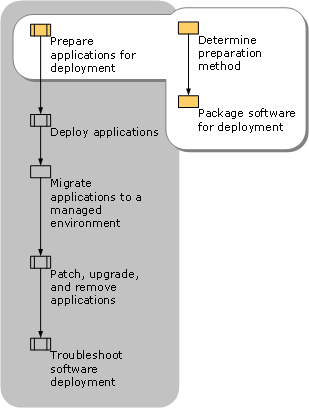 Prepare
applications for
deployment
Determine
preparation
method
Package software
for deployment
Deploy applications
Migrate
applications to a
managed
environment
Patch, upgrade,
and remove
applications
Troubleshoot
software
deployment